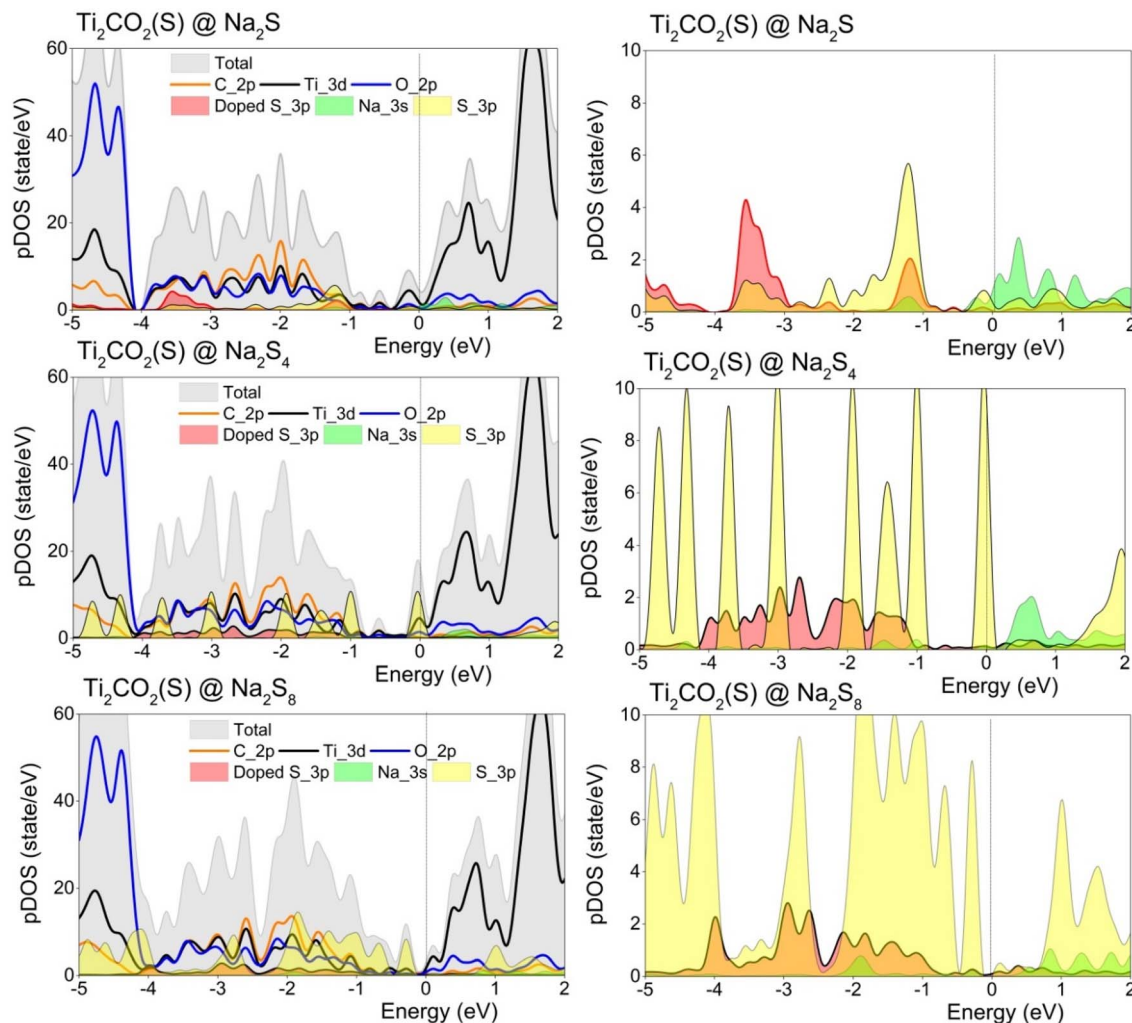 Ti₂CO₂(S) @ Na₂S
60
40
20
0
pDOS (state/eV)
Total
C_2p Ti_3d O_2p
Doped S_3p Na_3s S_3p
-5 -4 -3 -2 -1 0 1 2
Energy (eV)
Ti₂CO₂(S) @ Na₂S
10
8
6
4
2
0
pDOS (state/eV)
-5 -4 -3 -2 -1 0 1 2
Energy (eV)
Ti₂CO₂(S) @ Na₂S₄
60
40
20
0
pDOS (state/eV)
Total
C_2p Ti_3d O_2p
Doped S_3p Na_3s S_3p
-5 -4 -3 -2 -1 0 1 2
Energy (eV)
Ti₂CO₂(S) @ Na₂S₄
10
8
6
4
2
0
pDOS (state/eV)
-5 -4 -3 -2 -1 0 1 2
Energy (eV)
Ti₂CO₂(S) @ Na₂S₈
60
40
20
0
pDOS (state/eV)
Total
C_2p Ti_3d O_2p
Doped S_3p Na_3s S_3p
-5 -4 -3 -2 -1 0 1 2
Energy (eV)
Ti₂CO₂(S) @ Na₂S₈
10
8
6
4
2
0
pDOS (state/eV)
-5 -4 -3 -2 -1 0 1 2
Energy (eV)